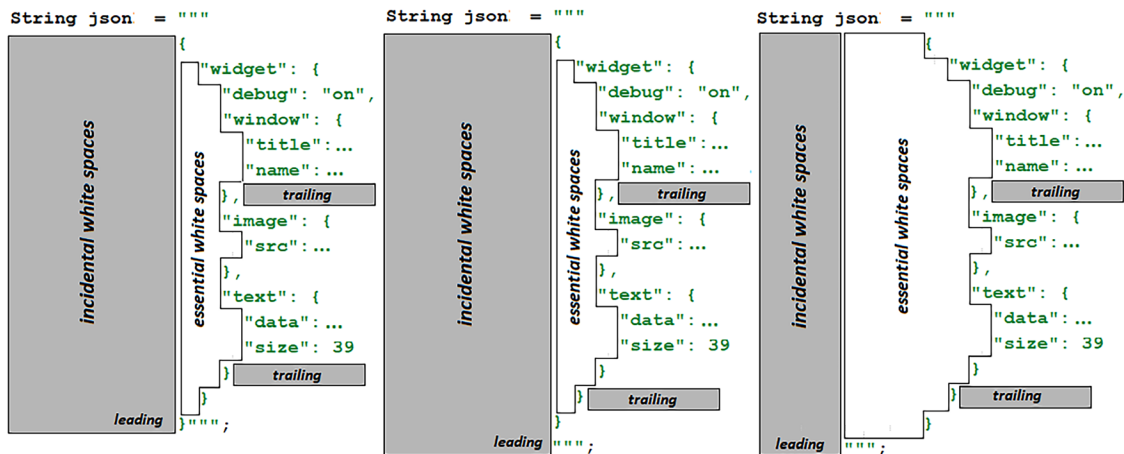 String json = """
{
"widget": {
"debug": "on",
"window": {
"title":...
"name":...
},
trailing
"image": {
"src":...
},
"text": {
"data":...
"size": 39
}
trailing
}
}""";
incidental white spaces
essential white spaces
leading
String json = """
{
"widget": {
"debug": "on",
"window": {
"title":...
"name":...
},
trailing
"image": {
"src":...
},
"text": {
"data":...
"size": 39
}
}
trailing
}
""";
incidental white spaces
essential white spaces
leading
String json = """
{
"widget": {
"debug": "on",
"window": {
"title":...
"name":...
},
trailing
"image": {
"src":...
},
"text": {
"data":...
"size": 39
}
}
trailing
}
""";
incidental white spaces
essential white spaces
leading